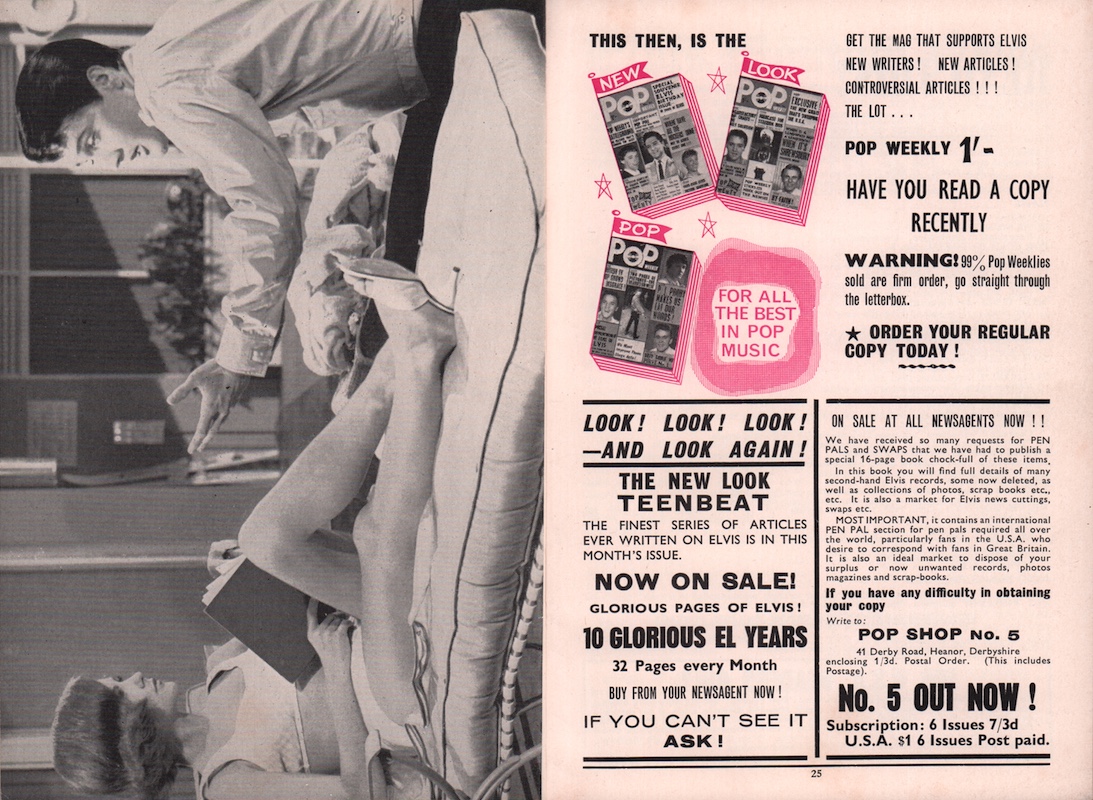 THIS THEN, IS THE
NEW
POP
SPECIAL
SOUVENIR
ELVIS
BIRTHDAY
ISSUE
LOOK
POP
EXCLUSIVE!
POP
POP
WEEKLY
FOR ALL
THE BEST
IN POP
MUSIC
GET THE MAG THAT SUPPORTS ELVIS
NEW WRITERS! NEW ARTICLES!
CONTROVERSIAL ARTICLES ! ! !
THE LOT . . .
POP WEEKLY 1/-
HAVE YOU READ A COPY
RECENTLY
WARNING! 99% Pop Weeklies
sold are firm order, go straight through
the letterbox.
★ ORDER YOUR REGULAR
COPY TODAY !
LOOK! LOOK! LOOK!
—AND LOOK AGAIN!
THE NEW LOOK
TEENBEAT
THE FINEST SERIES OF ARTICLES
EVER WRITTEN ON ELVIS IS IN THIS
MONTH'S ISSUE.
NOW ON SALE!
GLORIOUS PAGES OF ELVIS!
10 GLORIOUS EL YEARS
32 Pages every Month
BUY FROM YOUR NEWSAGENT NOW !
IF YOU CAN'T SEE IT
ASK!
ON SALE AT ALL NEWSAGENTS NOW ! !
We have received so many requests for PEN
PALS and SWAPS that we have had to publish a
special 16-page book chock-full of these items.
In this book you will find full details of many
second-hand Elvis records, some now deleted, as
well as collections of photos, scrap books etc.,
etc. It is also a market for Elvis news cuttings,
swaps etc.
MOST IMPORTANT, it contains an international
PEN PAL section for pen pals required all over
the world, particularly fans in the U.S.A. who
desire to correspond with fans in Great Britain.
It is also an ideal market to dispose of your
surplus or now unwanted records, photos
magazines and scrap-books.
If you have any difficulty in obtaining
your copy
Write to:
POP SHOP No. 5
41 Derby Road, Heanor, Derbyshire
enclosing 1/3d. Postal Order. (This includes
Postage).
No. 5 OUT NOW !
Subscription: 6 Issues 7/3d
U.S.A. $1 6 Issues Post paid.
25